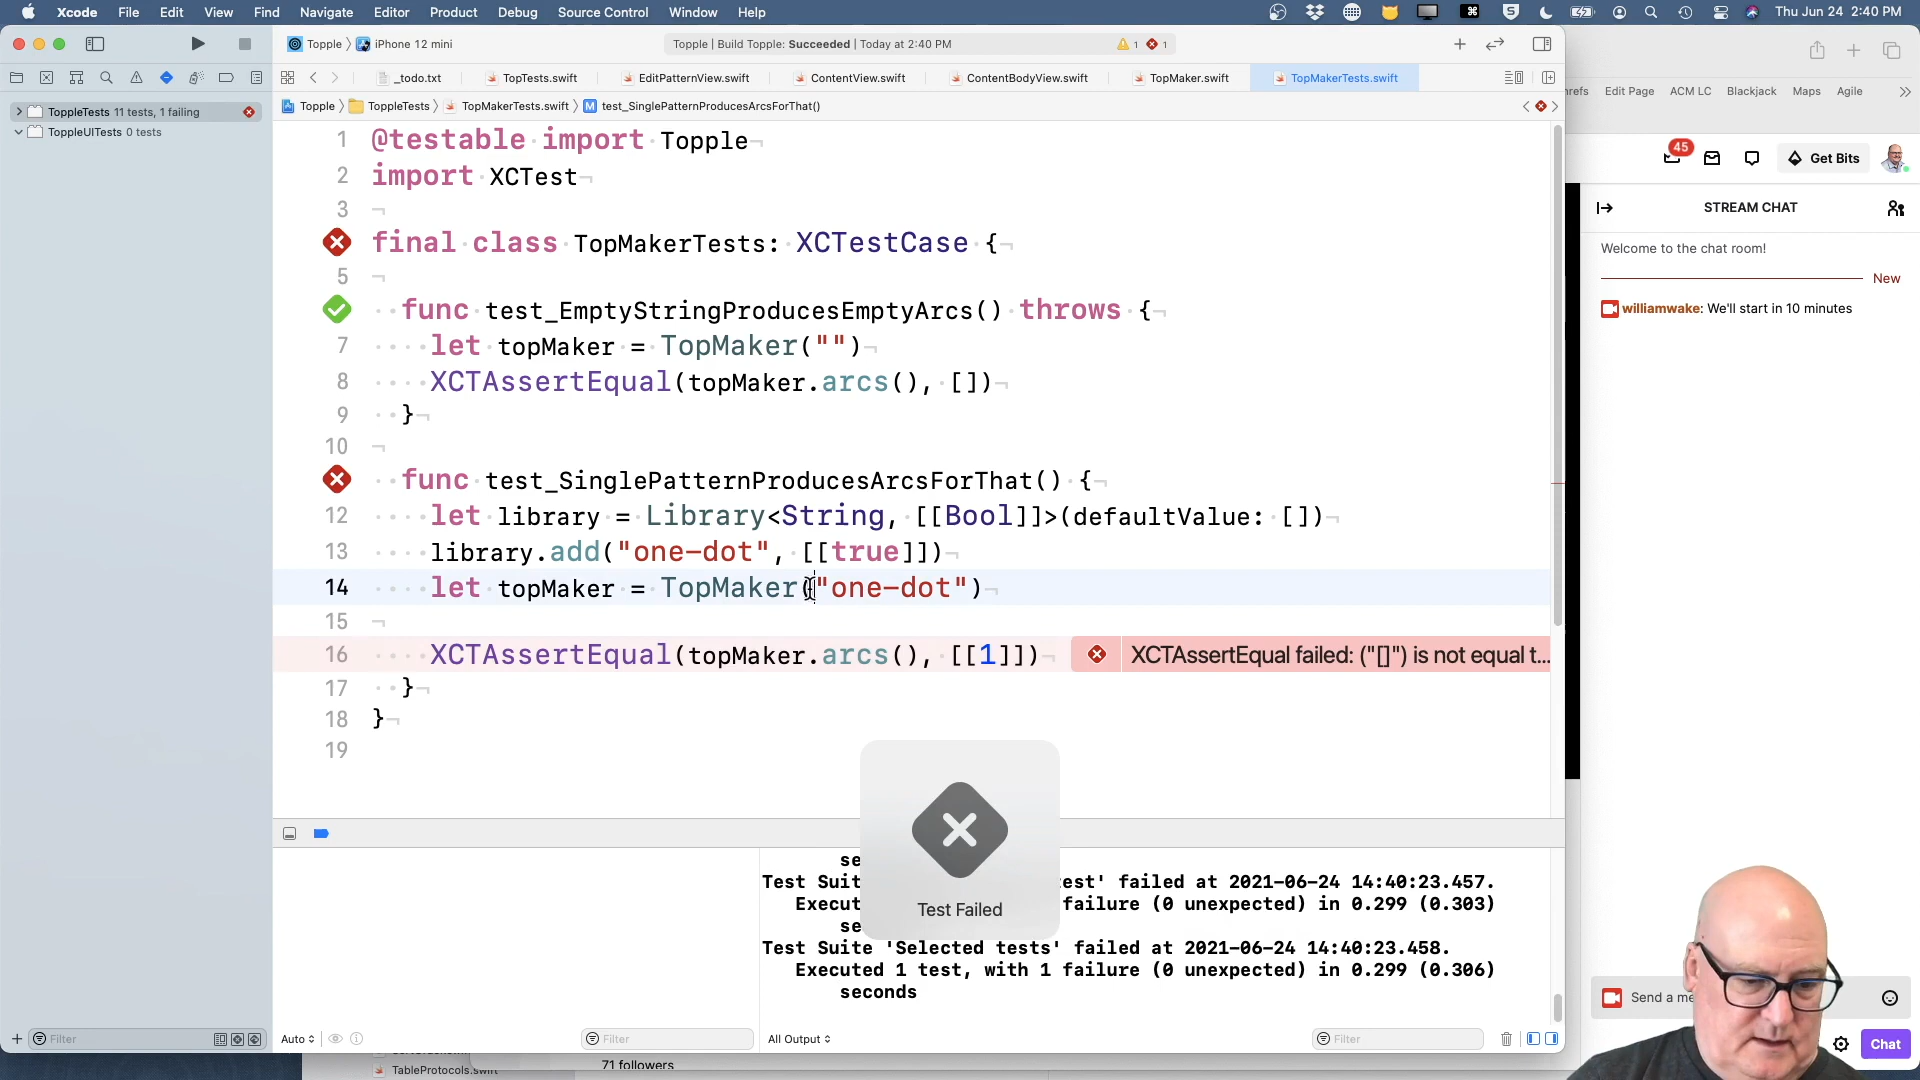 Xcode File Edit View Find Navigate Editor Product Debug Source Control Window Help Thu Jun 24 2:40 PM
Topple iPhone 12 mini Topple | Build Topple: Succeeded | Today at 2:40 PM 1 1
_todo.txt TopTests.swift EditPatternView.swift ContentView.swift ContentBodyView.swift TopMaker.swift TopMakerTests.swift
refs Edit Page ACM LC Blackjack Maps Agile
Topple ToppleTests TopMakerTests.swift M test_SinglePatternProducesArcsForThat()
ToppleTests 11 tests, 1 failing
ToppleUITests 0 tests
1 @testable import Topple¬
2 import XCTest¬
3 ¬
final class TopMakerTests: XCTestCase {¬
5 ¬
func test_EmptyStringProducesEmptyArcs() throws {¬
7 let topMaker = TopMaker("")¬
8 XCTAssertEqual(topMaker.arcs(), [])¬
9 }¬
10 ¬
func test_SinglePatternProducesArcsForThat() {¬
12 let library = Library<String, [[Bool]]>(defaultValue: [])¬
13 library.add("one-dot", [[true]])¬
14 let topMaker = TopMaker("one-dot")¬
15 ¬
16 XCTAssertEqual(topMaker.arcs(), [[1]])¬ XCTAssertEqual failed: ("[]") is not equal t...
17 }¬
18 }¬
19
45
Get Bits
STREAM CHAT
Welcome to the chat room!
New
williamwake: We'll start in 10 minutes
Test Failed
se
Test Suit est' failed at 2021-06-24 14:40:23.457.
Execut failure (0 unexpected) in 0.299 (0.303)
se
Test Suite 'Selected tests' failed at 2021-06-24 14:40:23.458.
Executed 1 test, with 1 failure (0 unexpected) in 0.299 (0.306)
seconds
Send a me
Chat
Filter Auto Filter All Output Filter
71 followers
TableProtocols.swift